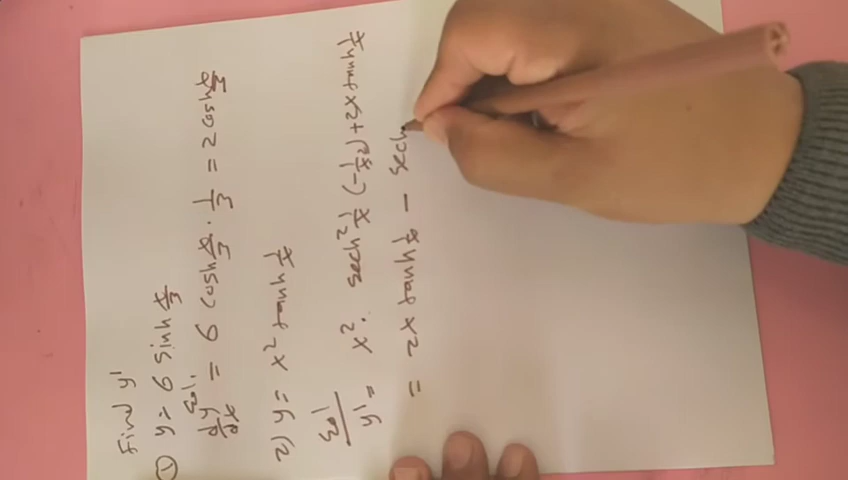 Find y'
① y = 6 sinh x/3
sol.
dy/dx = 6 cosh x/3 . 1/3 = 2 cosh x/3
2) y = x² tanh 1/x
sol
y' = x² . sech² 1/x (-1/x²) + 2x tanh 1/x
= 2x tanh 1/x - sech